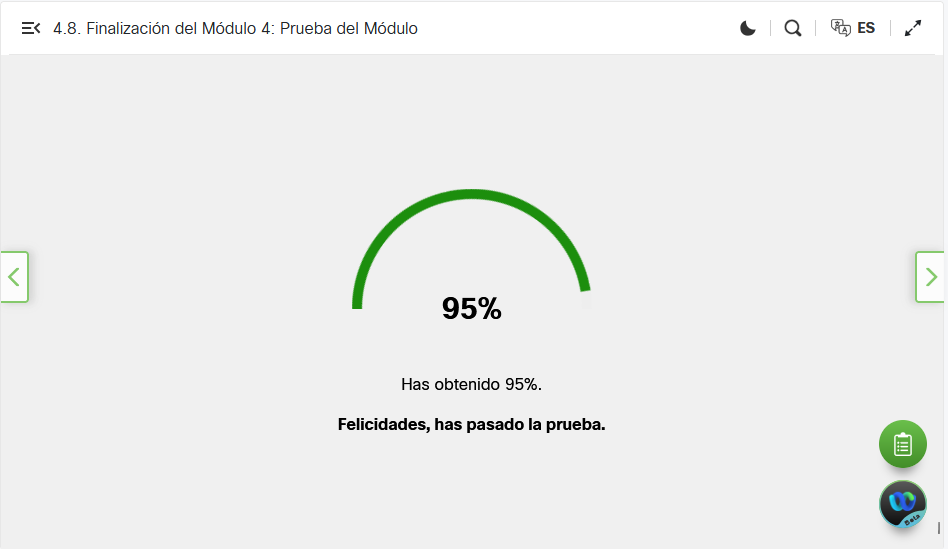 4.8. Finalización del Módulo 4: Prueba del Módulo
ES
95%
Has obtenido 95%.
Felicidades, has pasado la prueba.
Beta